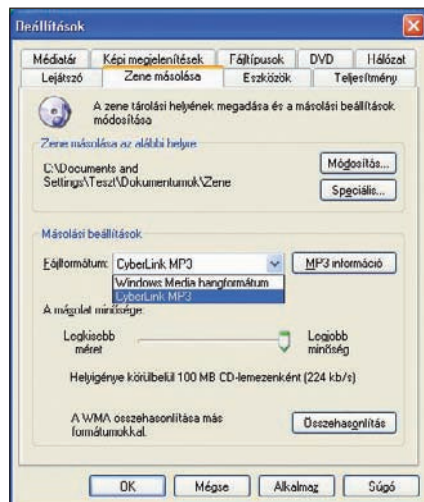 Beállítások
Médiatár Képi megjelenítések Fájltípusok DVD Hálózat
Lejátszó Zene másolása Eszközök Teljesítmény
A zene tárolási helyének megadása és a másolási beállítások
módosítása
Zene másolása az alábbi helyre
C:\Documents and
Settings\Teszt\Dokumentumok\Zene
Módosítás...
Speciális...
Másolási beállítások
Fájlformátum: CyberLink MP3 MP3 információ
Windows Media hangformátum
CyberLink MP3
A másolat minősége:
Legkisebb
méret
Legjobb
minőség
Helyigénye körülbelül 100 MB CD-lemezenként (224 kb/s)
A WMA összehasonlítása más
formátumokkal.
Összehasonlítás
OK Mégse Alkalmaz Súgó